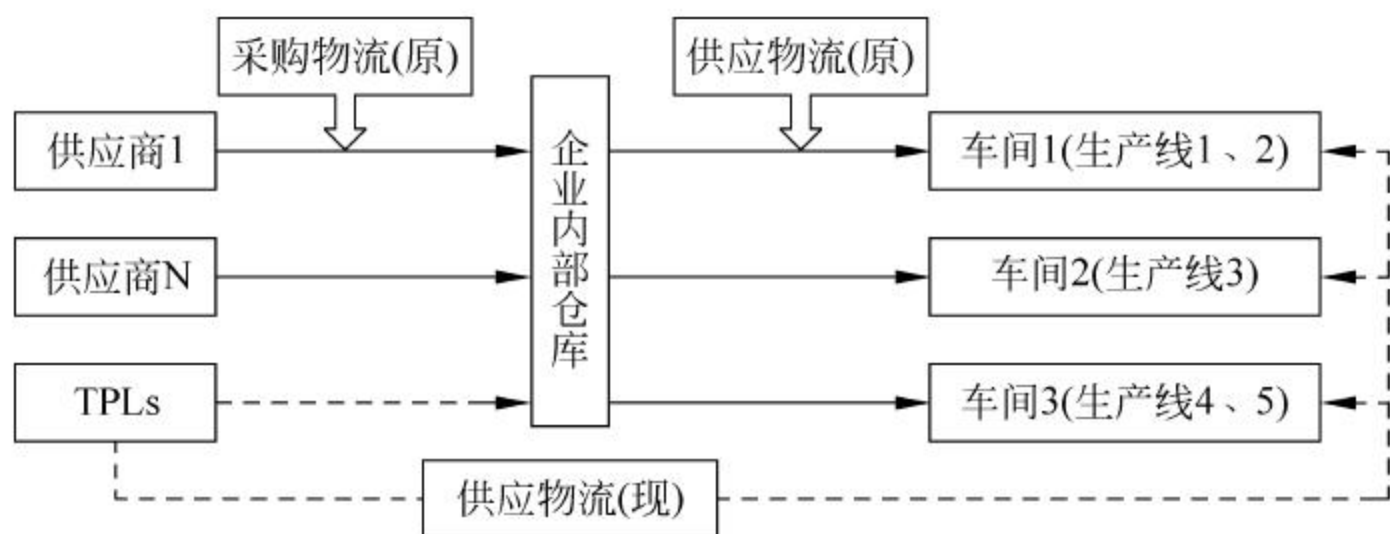 采购物流(原)
供应物流(原)
供应商1
企业内部仓库
车间1(生产线1、2)
供应商N
车间2(生产线3)
TPLs
车间3(生产线4、5)
供应物流(现)